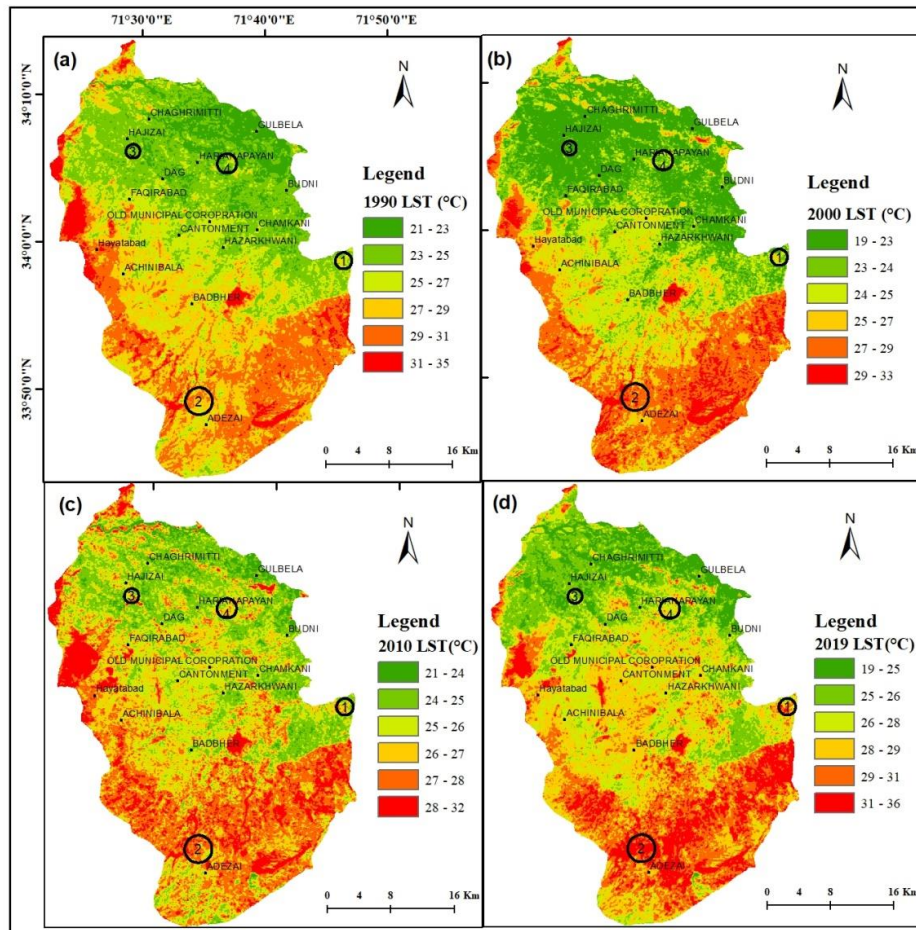 71°30'0"E 71°40'0"E 71°50'0"E
34°10'0"N
34°0'0"N
33°50'0"N
(a)
N
CHAGHRIMITTI
GULBELA
HAJIZAI
3
HARIANAPAYAN
4
DAG
BUDNI
FAQIRABAD
OLD MUNICIPAL COROPRATION
CHAMKANI
CANTONMENT
HAZARKHWANI
Hayatabad
1
ACHINIBALA
BADBHER
2
ADEZAI
Legend
1990 LST (°C)
21 - 23
23 - 25
25 - 27
27 - 29
29 - 31
31 - 35
0 4 8 16 Km
(b)
N
CHAGHRIMITTI
GULBELA
HAJIZAI
3
HARIANAPAYAN
4
DAG
BUDNI
FAQIRABAD
OLD MUNICIPAL COROPRATION
CHAMKANI
CANTONMENT
HAZARKHWANI
Hayatabad
1
ACHINIBALA
BADBHER
2
ADEZAI
Legend
2000 LST (°C)
19 - 23
23 - 24
24 - 25
25 - 27
27 - 29
29 - 33
0 4 8 16 Km
(c)
N
CHAGHRIMITTI
GULBELA
HAJIZAI
3
HARIANAPAYAN
4
DAG
BUDNI
FAQIRABAD
OLD MUNICIPAL COROPRATION
CHAMKANI
CANTONMENT
HAZARKHWANI
Hayatabad
1
ACHINIBALA
BADBHER
2
ADEZAI
Legend
2010 LST(°C)
21 - 24
24 - 25
25 - 26
26 - 27
27 - 28
28 - 32
0 4 8 16 Km
(d)
N
CHAGHRIMITTI
GULBELA
HAJIZAI
3
HARIANAPAYAN
4
DAG
BUDNI
FAQIRABAD
OLD MUNICIPAL COROPRATION
CHAMKANI
CANTONMENT
HAZARKHWANI
Hayatabad
1
ACHINIBALA
BADBHER
2
ADEZAI
Legend
2019 LST (°C)
19 - 25
25 - 26
26 - 28
28 - 29
29 - 31
31 - 36
0 4 8 16 Km